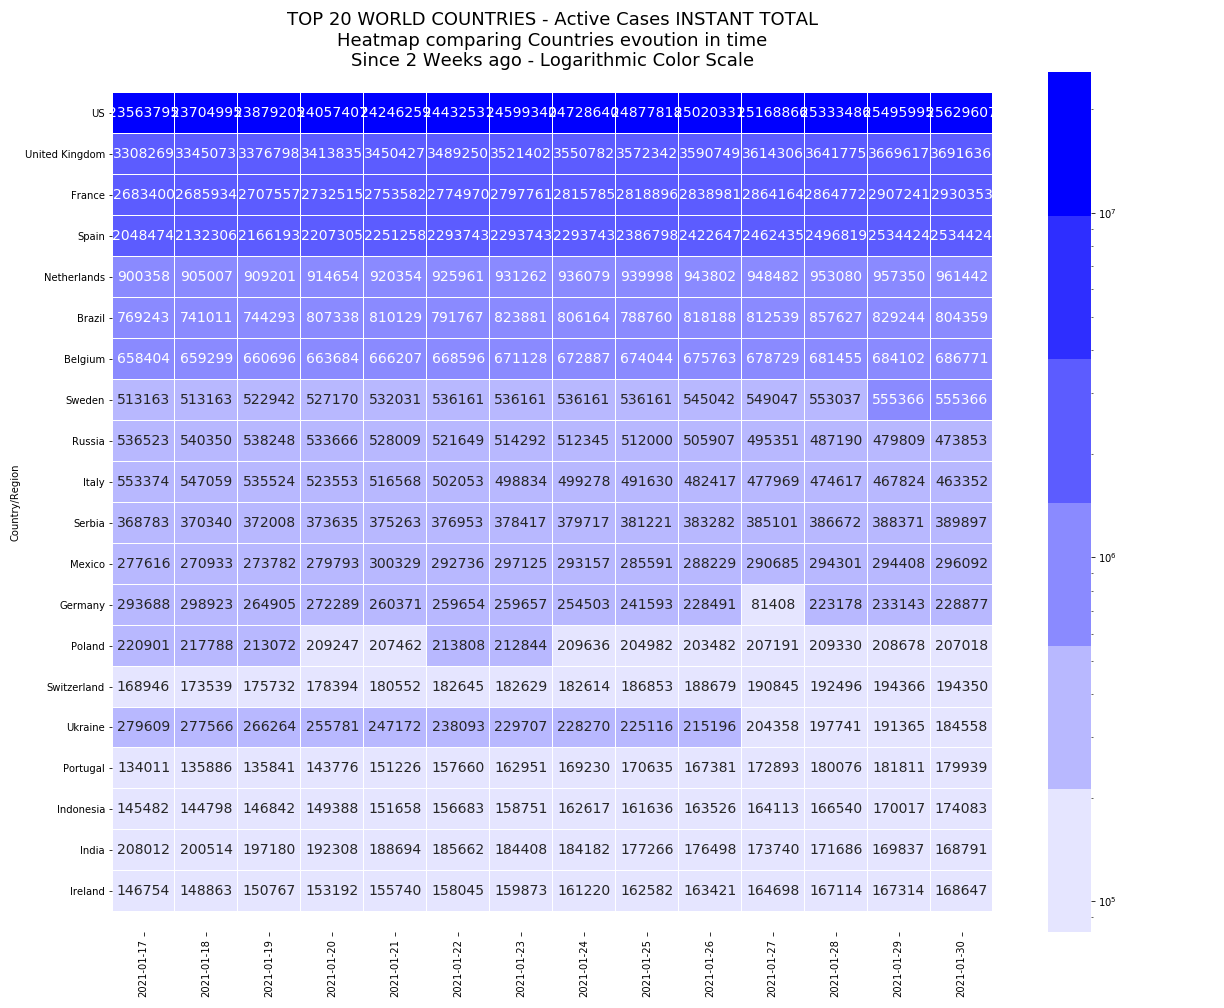 TOP 20 WORLD COUNTRIES - Active Cases INSTANT TOTAL
Heatmap comparing Countries evoution in time
Since 2 Weeks ago - Logarithmic Color Scale
US 23563795 23704995 23879205 24057407 24246259 24599340 24728640 24877818 25020331 25168866 25333486 25495995 25629607
United Kingdom 3308269 3345073 3376798 3413835 3450427 3489250 3521402 3550782 3572342 3590749 3614306 3641775 3669617 3691636
France 2683400 2685934 2707557 2732515 2753582 2774970 2797761 2815785 2818896 2838981 2864164 2864772 2907241 2930353
Spain 2048474 2132306 2166193 2207305 2251258 2293743 2293743 2293743 2386798 2422647 2462435 2496819 2534424 2534424
Netherlands 900358 905007 909201 914654 920354 925961 931262 936079 939998 943802 948482 953080 957350 961442
Brazil 769243 741011 744293 807338 810129 791767 823881 806164 788760 818188 812539 857627 829244 804359
Belgium 658404 659299 660696 663684 666207 668596 671128 672887 674044 675763 678729 681455 684102 686771
Sweden 513163 513163 522942 527170 532031 536161 536161 536161 536161 545042 549047 553037 555366 555366
Russia 536523 540350 538248 533666 528009 521649 514292 512345 512000 505907 495351 487190 479809 473853
Italy 553374 547059 535524 523553 516568 502053 498834 499278 491630 482417 477969 474617 467824 463352
Serbia 368783 370340 372008 373635 375263 376953 378417 379717 381221 383282 385101 386672 388371 389897
Mexico 277616 270933 273782 279793 300329 292736 297125 293157 285591 288229 290685 294301 294408 296092
Germany 293688 298923 264905 272289 260371 259654 259657 254503 241593 228491 81408 223178 233143 228877
Poland 220901 217788 213072 209247 207462 213808 212844 209636 204982 203482 207191 209330 208678 207018
Switzerland 168946 173539 175732 178394 180552 182645 182629 182614 186853 188679 190845 192496 194366 194350
Ukraine 279609 277566 266264 255781 247172 238093 229707 228270 225116 215196 204358 197741 191365 184558
Portugal 134011 135886 135841 143776 151226 157660 162951 169230 170635 167381 172893 180076 181811 179939
Indonesia 145482 144798 146842 149388 151658 156683 158751 162617 161636 163526 164113 166540 170017 174083
India 208012 200514 197180 192308 188694 185662 184408 184182 177266 176498 173740 171686 169837 168791
Ireland 146754 148863 150767 153192 155740 158045 159873 161220 162582 163421 164698 167114 167314 168647
2021-01-17 2021-01-18 2021-01-19 2021-01-20 2021-01-21 2021-01-22 2021-01-23 2021-01-24 2021-01-25 2021-01-26 2021-01-27 2021-01-28 2021-01-29 2021-01-30
Country/Region
10⁷
10⁶
10⁵